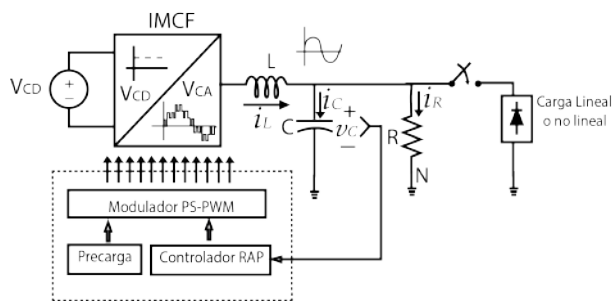 IMCF
VCD
+
−
VCD
VCA
L
iL
C
iC
+
vC
−
iR
R
N
Carga Lineal
o no lineal
Modulador PS-PWM
Precarga
Controlador RAP